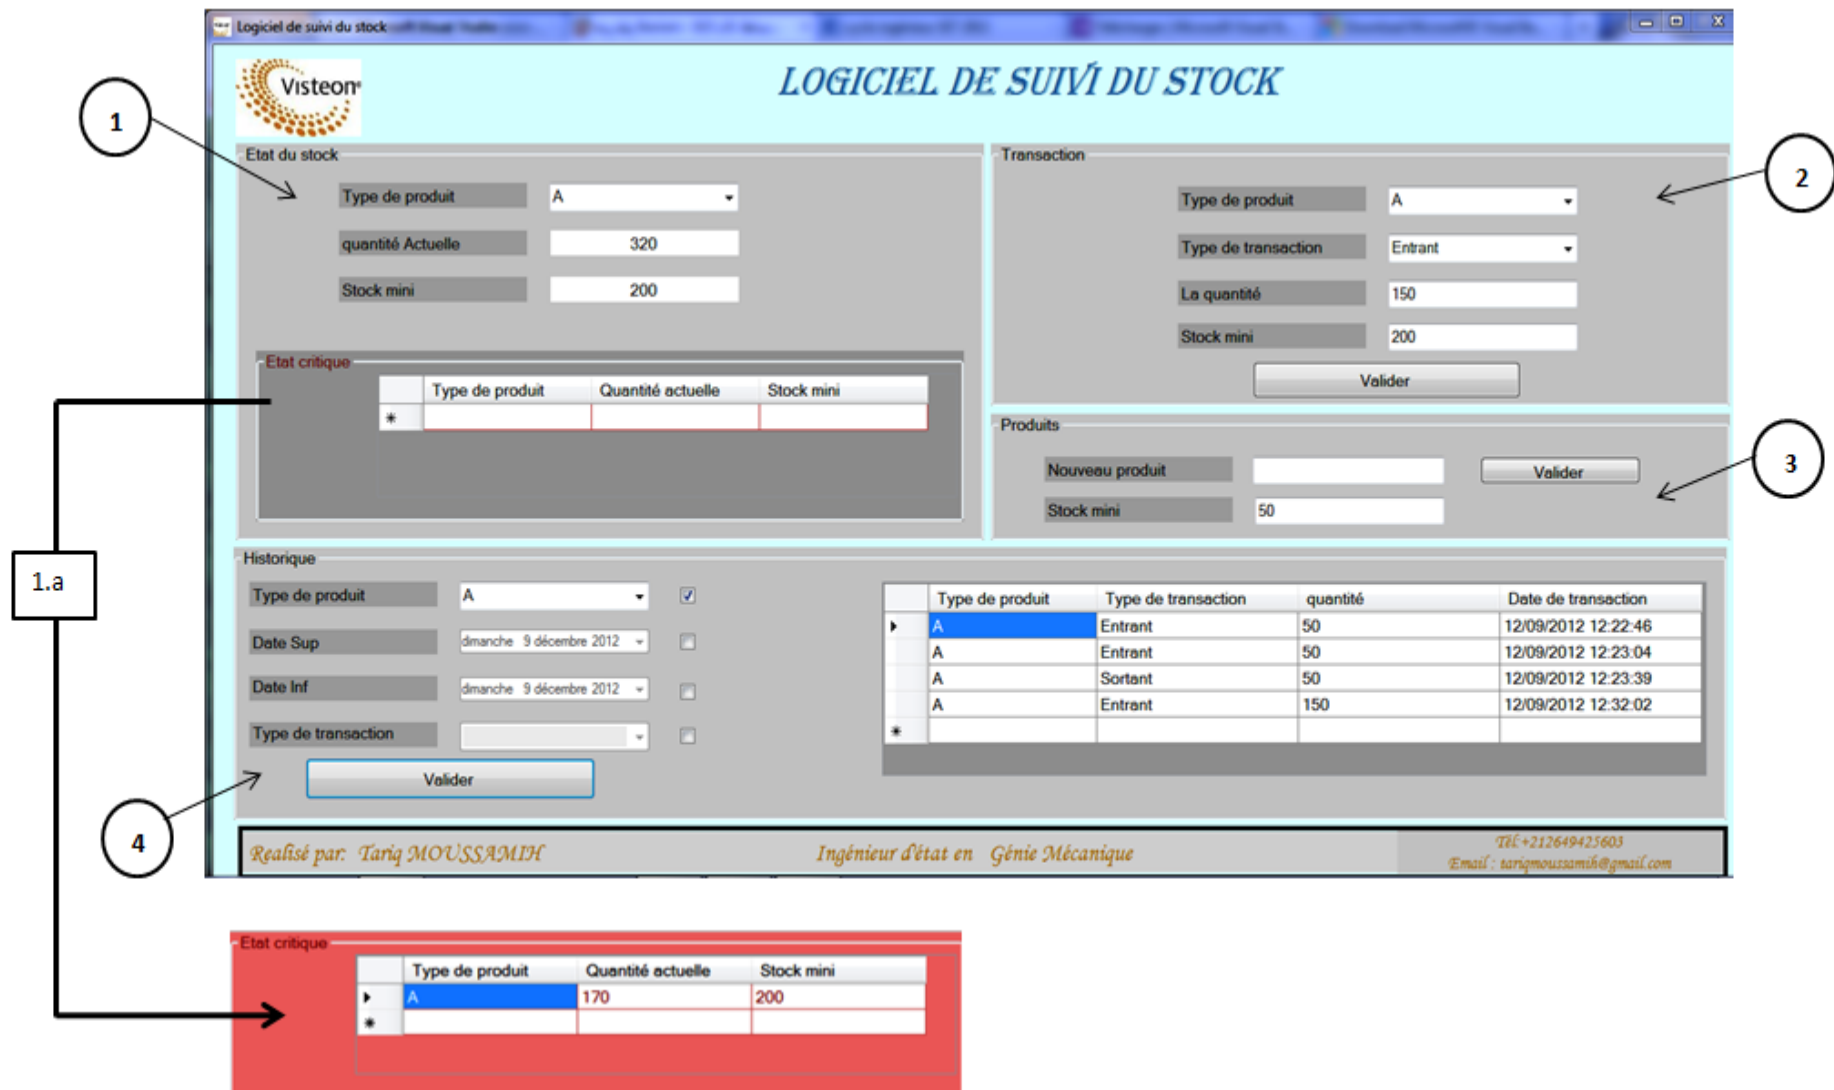 Logiciel de suivi du stock
Visteon®
LOGICIEL DE SUIVI DU STOCK
1
Etat du stock
Type de produit A
quantité Actuelle 320
Stock mini 200
Etat critique
Type de produit Quantité actuelle Stock mini
*
1.a
Transaction
2
Type de produit A
Type de transaction Entrant
La quantité 150
Stock mini 200
Valider
Produits
Nouveau produit Valider
3
Stock mini 50
Historique
Type de produit A
Date Sup dimanche 9 décembre 2012
Date Inf dimanche 9 décembre 2012
Type de transaction
Valider
4
Type de produit Type de transaction quantité Date de transaction
A Entrant 50 12/09/2012 12:22:46
A Entrant 50 12/09/2012 12:23:04
A Sortant 50 12/09/2012 12:23:39
A Entrant 150 12/09/2012 12:32:02
*
Realisé par: Tariq MOUSSAMIH Ingénieur d'état en Génie Mécanique
Tél:+212649425603
Email : tariqmoussamih@gmail.com
Etat critique
Type de produit Quantité actuelle Stock mini
A 170 200
*